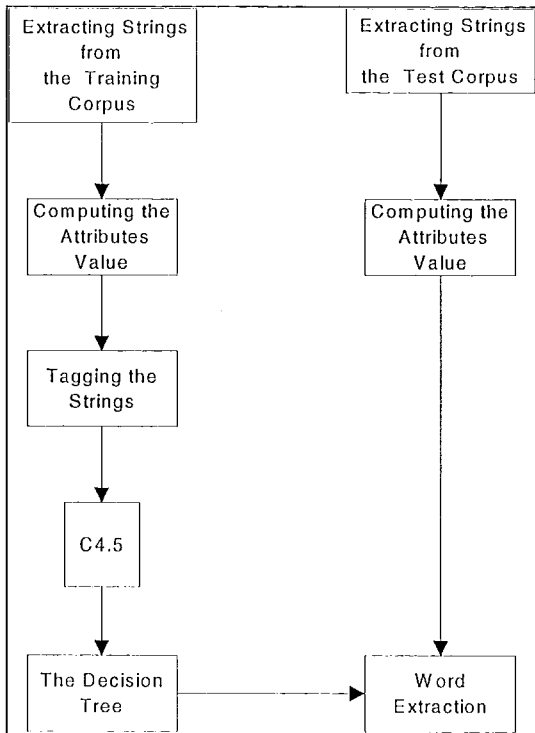 Extracting Strings
from
the Training
Corpus
Computing the
Attributes
Value
Tagging the
Strings
C4.5
The Decision
Tree
Extracting Strings
from
the Test Corpus
Computing the
Attributes
Value
Word
Extraction